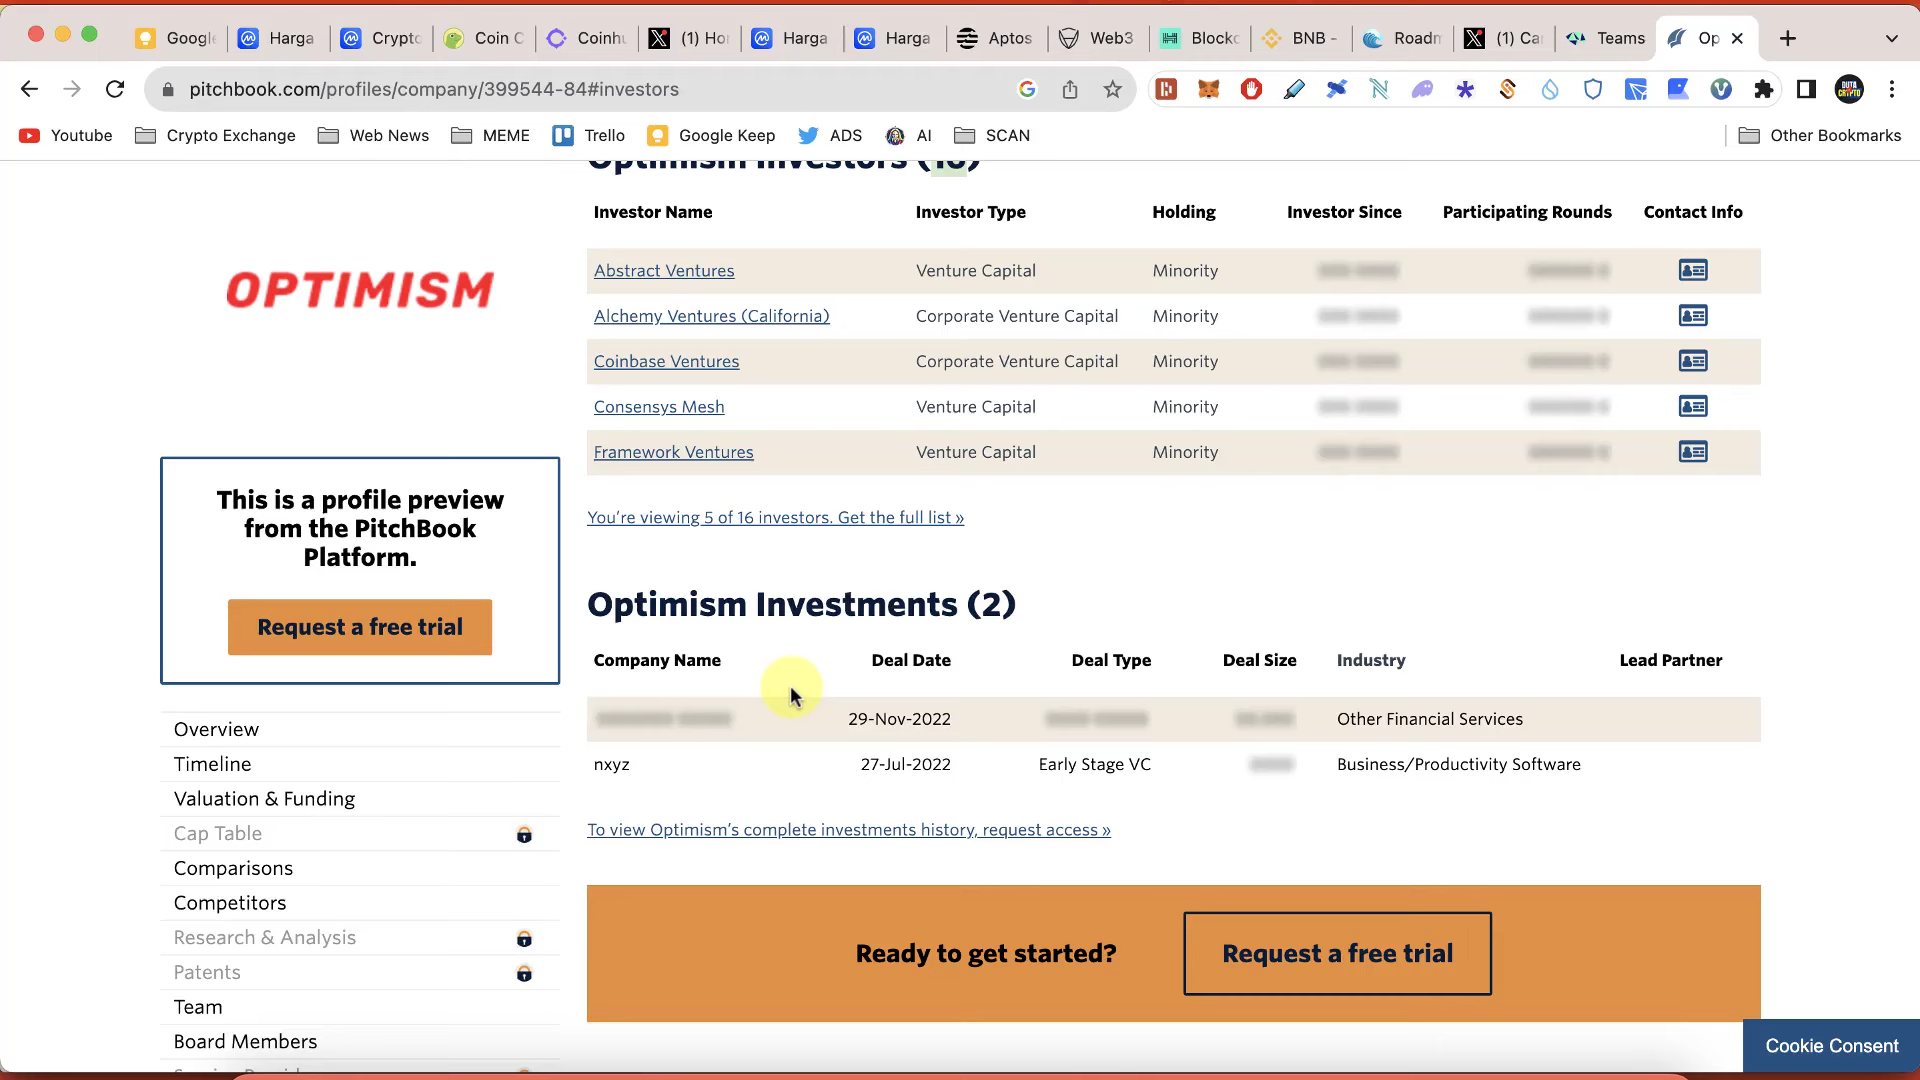 Google
Harga
Crypto
Coin C
Coinhu
(1) Ho
Harga
Harga
Aptos
Web3
Blockc
BNB -
Roadm
(1) Ca
Teams
Op
pitchbook.com/profiles/company/399544-84#investors
Youtube
Crypto Exchange
Web News
MEME
Trello
Google Keep
ADS
AI
SCAN
Other Bookmarks
Optimism Investors (16)
Investor Name Investor Type Holding Investor Since Participating Rounds Contact Info
Abstract Ventures Venture Capital Minority
Alchemy Ventures (California) Corporate Venture Capital Minority
Coinbase Ventures Corporate Venture Capital Minority
Consensys Mesh Venture Capital Minority
Framework Ventures Venture Capital Minority
You’re viewing 5 of 16 investors. Get the full list »
OPTIMISM
This is a profile preview
from the PitchBook
Platform.
Request a free trial
Overview
Timeline
Valuation & Funding
Cap Table
Comparisons
Competitors
Research & Analysis
Patents
Team
Board Members
Optimism Investments (2)
Company Name Deal Date Deal Type Deal Size Industry Lead Partner
29-Nov-2022 Other Financial Services
nxyz 27-Jul-2022 Early Stage VC Business/Productivity Software
To view Optimism’s complete investments history, request access »
Ready to get started?
Request a free trial
Cookie Consent